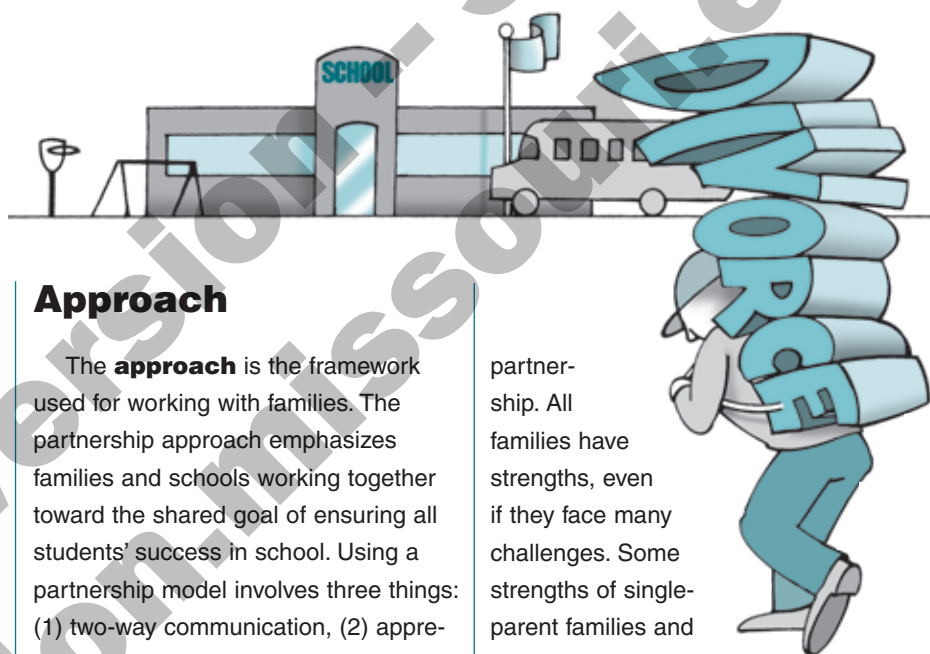 SCHOOL
DIVORCE
Approach
The approach is the framework
used for working with families. The
partnership approach emphasizes
families and schools working together
toward the shared goal of ensuring all
students' success in school. Using a
partnership model involves three things:
(1) two-way communication, (2) appre-
partner-
ship. All
families have
strengths, even
if they face many
challenges. Some
strengths of single-
parent families and